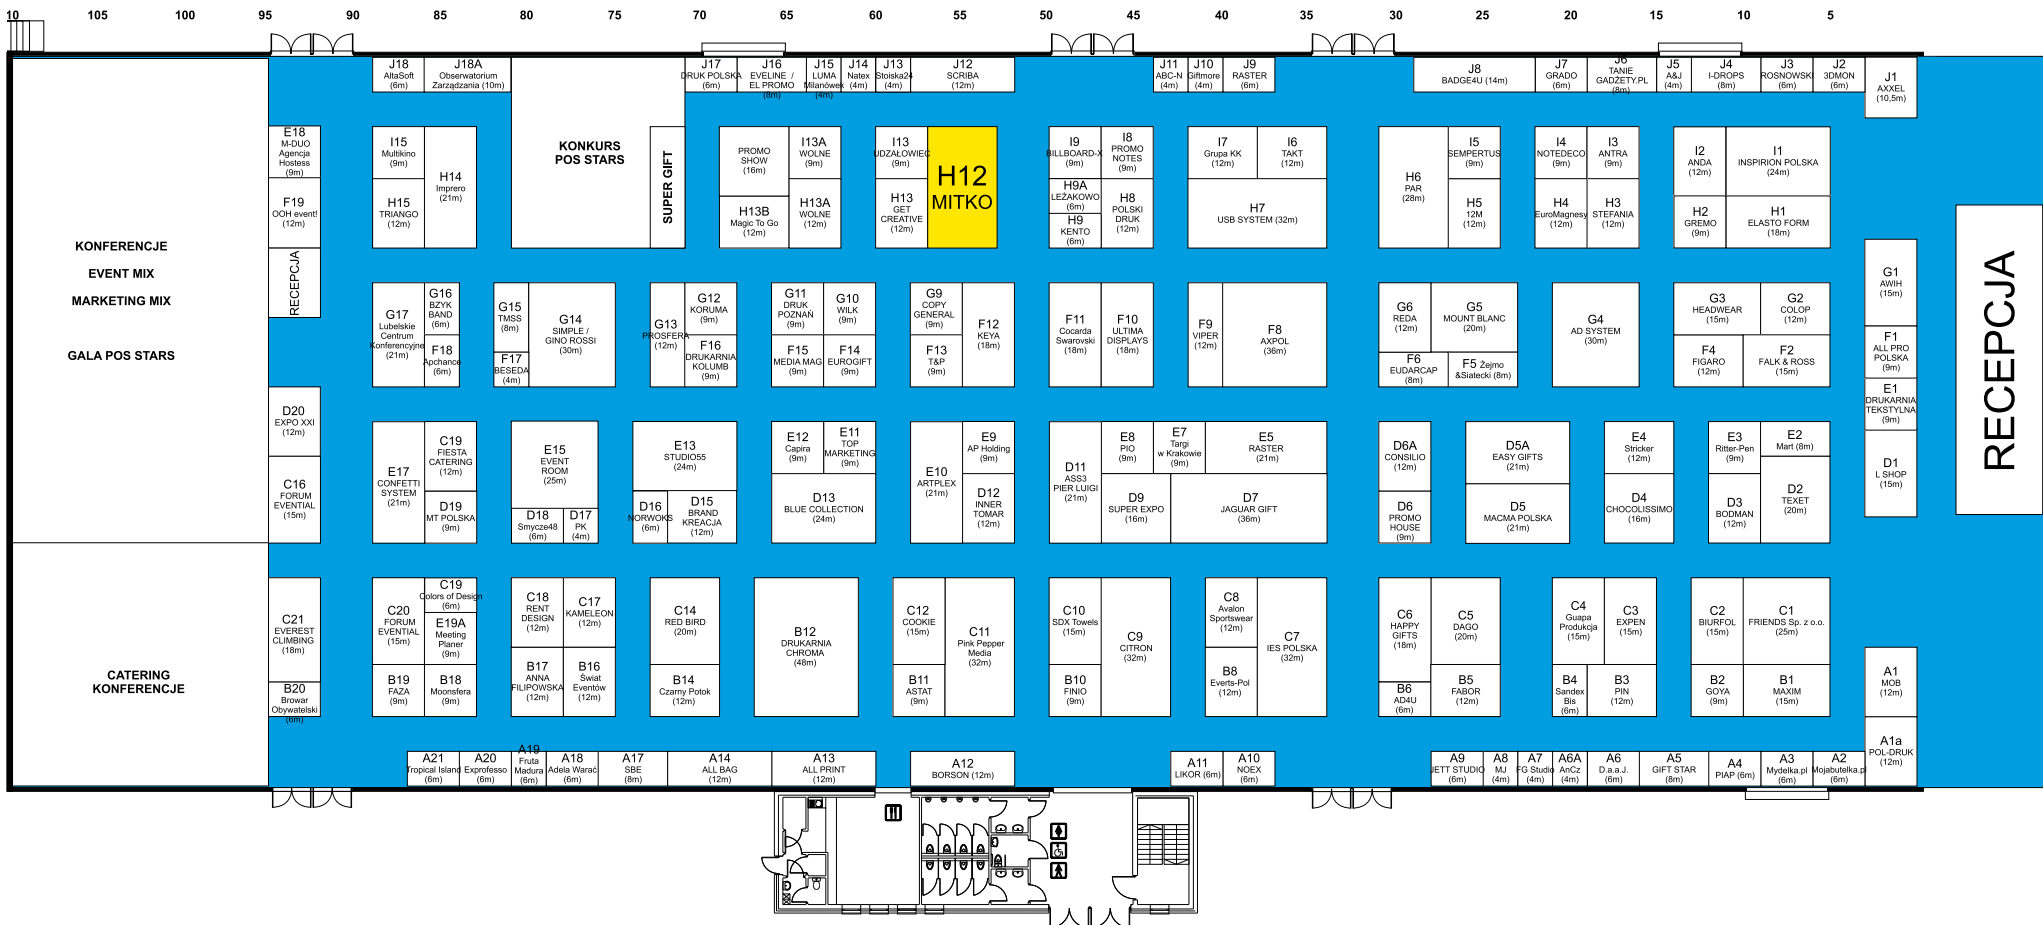 10 105 100 95 90 85 80 75 70 65 60 55 50 45 40 35 30 25 20 15 10 5
J18
AltaSoft
(6m)
J18A
Obserwatorium
Zarządzania (10m)
J17
DRUK POLSKA
(6m)
J16
EVELINE /
EL PROMO
(8m)
J15
LUMA
Milanówek
(4m)
J14
Natex
(4m)
J13
Stoiska24
(4m)
J12
SCRIBA
(12m)
J11
ABC-N
(4m)
J10
Giftmore
(4m)
J9
RASTER
(6m)
J8
BADGE4U (14m)
J7
GRADO
(6m)
J6
TANIE
GADŻETY.PL
(8m)
J5
A&J
(4m)
J4
I-DROPS
(8m)
J3
ROSNOWSKI
(6m)
J2
3DMON
(6m)
J1
AXXEL
(10,5m)
E18
M-DUO
Agencja
Hostess
(9m)
F19
OOH event!
(12m)
RECEPCJA
I15
Multikino
(9m)
H15
TRIANGO
(12m)
H14
Imprero
(21m)
KONKURS
POS STARS
SUPER GIFT
PROMO
SHOW
(16m)
H13B
Magic To Go
(12m)
I13A
WOLNE
(9m)
H13A
WOLNE
(12m)
I13
UDZAŁOWIEC
(9m)
H13
GET
CREATIVE
(12m)
H12
MITKO
I9
BILLBOARD-X
(9m)
H9A
LEŻAKOWO
(6m)
H9
KENTO
(6m)
I8
PROMO
NOTES
(9m)
H8
POLSKI
DRUK
(12m)
I7
Grupa KK
(12m)
I6
TAKT
(12m)
H7
USB SYSTEM (32m)
H6
PAR
(28m)
I5
SEMPERTUS
(9m)
H5
12M
(12m)
I4
NOTEDECO
(9m)
I3
ANTRA
(9m)
H4
EuroMagnesy
(12m)
H3
STEFANIA
(12m)
I2
ANDA
(12m)
I1
INSPIRION POLSKA
(24m)
H2
GREMO
(9m)
H1
ELASTO FORM
(18m)
KONFERENCJE
EVENT MIX
MARKETING MIX
GALA POS STARS
G17
Lubelskie
Centrum
Konferencyjne
(21m)
G16
BZYK
BAND
(6m)
F18
Appchance
(6m)
G15
TMSS
(8m)
F17
BESEDA
(4m)
G14
SIMPLE /
GINO ROSSI
(30m)
G13
PROSFERA
(12m)
G12
KORUMA
(9m)
F16
DRUKARNIA
KOLUMB
(9m)
G11
DRUK
POZNAŃ
(9m)
G10
WILK
(9m)
F15
MEDIA MAG
(9m)
F14
EUROGIFT
(9m)
G9
COPY
GENERAL
(9m)
F13
T&P
(9m)
F12
KEYA
(18m)
F11
Cocarda
Swarovski
(18m)
F10
ULTIMA
DISPLAYS
(18m)
F9
VIPER
(12m)
F8
AXPOL
(36m)
G6
REDA
(12m)
G5
MOUNT BLANC
(20m)
F6
EUDARCAP
(8m)
F5 Żejmo
&Siatecki (8m)
G4
AD SYSTEM
(30m)
G3
HEADWEAR
(15m)
G2
COLOP
(12m)
F4
FIGARO
(12m)
F2
FALK & ROSS
(15m)
G1
AWIH
(15m)
F1
ALL PRO
POLSKA
(9m)
E1
DRUKARNIA
TEKSTYLNA
(9m)
D1
L SHOP
(15m)
RECEPCJA
D20
EXPO XXI
(12m)
C16
FORUM
EVENTIAL
(15m)
E17
CONFETTI
SYSTEM
(21m)
C19
FIESTA
CATERING
(12m)
D19
MT POLSKA
(9m)
E15
EVENT
ROOM
(25m)
D18
Smycze48
(6m)
D17
PK
(4m)
E13
STUDIO55
(24m)
D16
NORWOKS
(6m)
D15
BRAND
KREACJA
(12m)
E12
Capira
(9m)
E11
TOP
MARKETING
(9m)
D13
BLUE COLLECTION
(24m)
E10
ARTPLEX
(21m)
E9
AP Holding
(9m)
D12
INNER
TOMAR
(12m)
D11
ASS3
PIER LUIGI
(21m)
E8
PIO
(9m)
E7
Targi
w Krakowie
(9m)
E5
RASTER
(21m)
D9
SUPER EXPO
(16m)
D7
JAGUAR GIFT
(36m)
D6A
CONSILIO
(12m)
D6
PROMO
HOUSE
(9m)
D5A
EASY GIFTS
(21m)
D5
MACMA POLSKA
(21m)
E4
Stricker
(12m)
D4
CHOCOLISSIMO
(16m)
E3
Ritter-Pen
(9m)
E2
Mart (8m)
D3
BODMAN
(12m)
D2
TEXET
(20m)
CATERING
KONFERENCJE
C21
EVEREST
CLIMBING
(18m)
B20
Browar
Obywatelski
(6m)
C20
FORUM
EVENTIAL
(15m)
C19
Colors of Design
(6m)
E19A
Meeting
Planer
(9m)
B19
FAZA
(9m)
B18
Moonsfera
(9m)
C18
RENT
DESIGN
(12m)
C17
KAMELEON
(12m)
B17
ANNA
FILIPOWSKA
(12m)
B16
Świat
Eventów
(12m)
C14
RED BIRD
(20m)
B14
Czarny Potok
(12m)
B12
DRUKARNIA
CHROMA
(48m)
C12
COOKIE
(15m)
B11
ASTAT
(9m)
C11
Pink Pepper
Media
(32m)
C10
SDX Towels
(15m)
B10
FINIO
(9m)
C9
CITRON
(32m)
C8
Avalon
Sportswear
(12m)
B8
Everts-Pol
(12m)
C7
IES POLSKA
(32m)
C6
HAPPY
GIFTS
(18m)
B6
AD4U
(6m)
C5
DAGO
(20m)
B5
FABOR
(12m)
C4
Guapa
Produkcja
(15m)
C3
EXPEN
(15m)
B4
Sandex
Bis
(6m)
B3
PIN
(12m)
C2
BIURFOL
(15m)
C1
FRIENDS Sp. z o.o.
(25m)
B2
GOYA
(9m)
B1
MAXIM
(15m)
A1
MOB
(12m)
A1a
POL-DRUK
(12m)
A21
Tropical Island
(6m)
A20
Exprofesso
(6m)
A19
Fruta
Madura
(6m)
A18
Adela Warać
(6m)
A17
SBE
(8m)
A14
ALL BAG
(12m)
A13
ALL PRINT
(12m)
A12
BORSON (12m)
A11
LIKOR (6m)
A10
NOEX
(6m)
A9
JETT STUDIO
(6m)
A8
MJ
(4m)
A7
FG Studio
(4m)
A6A
AnCz
(4m)
A6
D.a.a.J.
(6m)
A5
GIFT STAR
(8m)
A4
PIAP (6m)
A3
Mydelka.pl
(6m)
A2
Mojabutelka.pl
(6m)